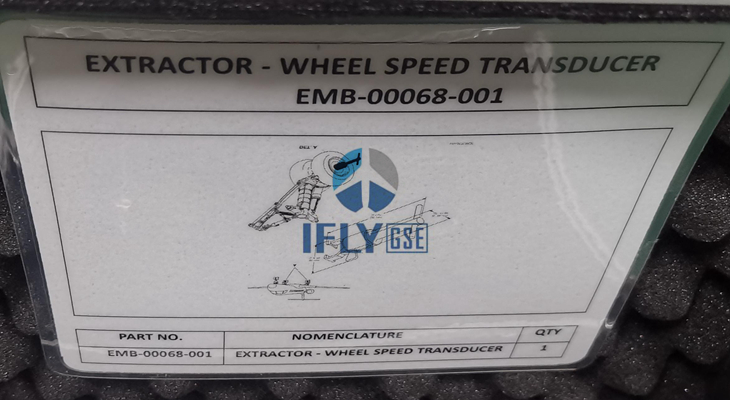 EXTRACTOR - WHEEL SPEED TRANSDUCER
EMB-00068-001
IFLY GSE
PART NO. NOMENCLATURE QTY
EMB-00068-001 EXTRACTOR - WHEEL SPEED TRANSDUCER 1